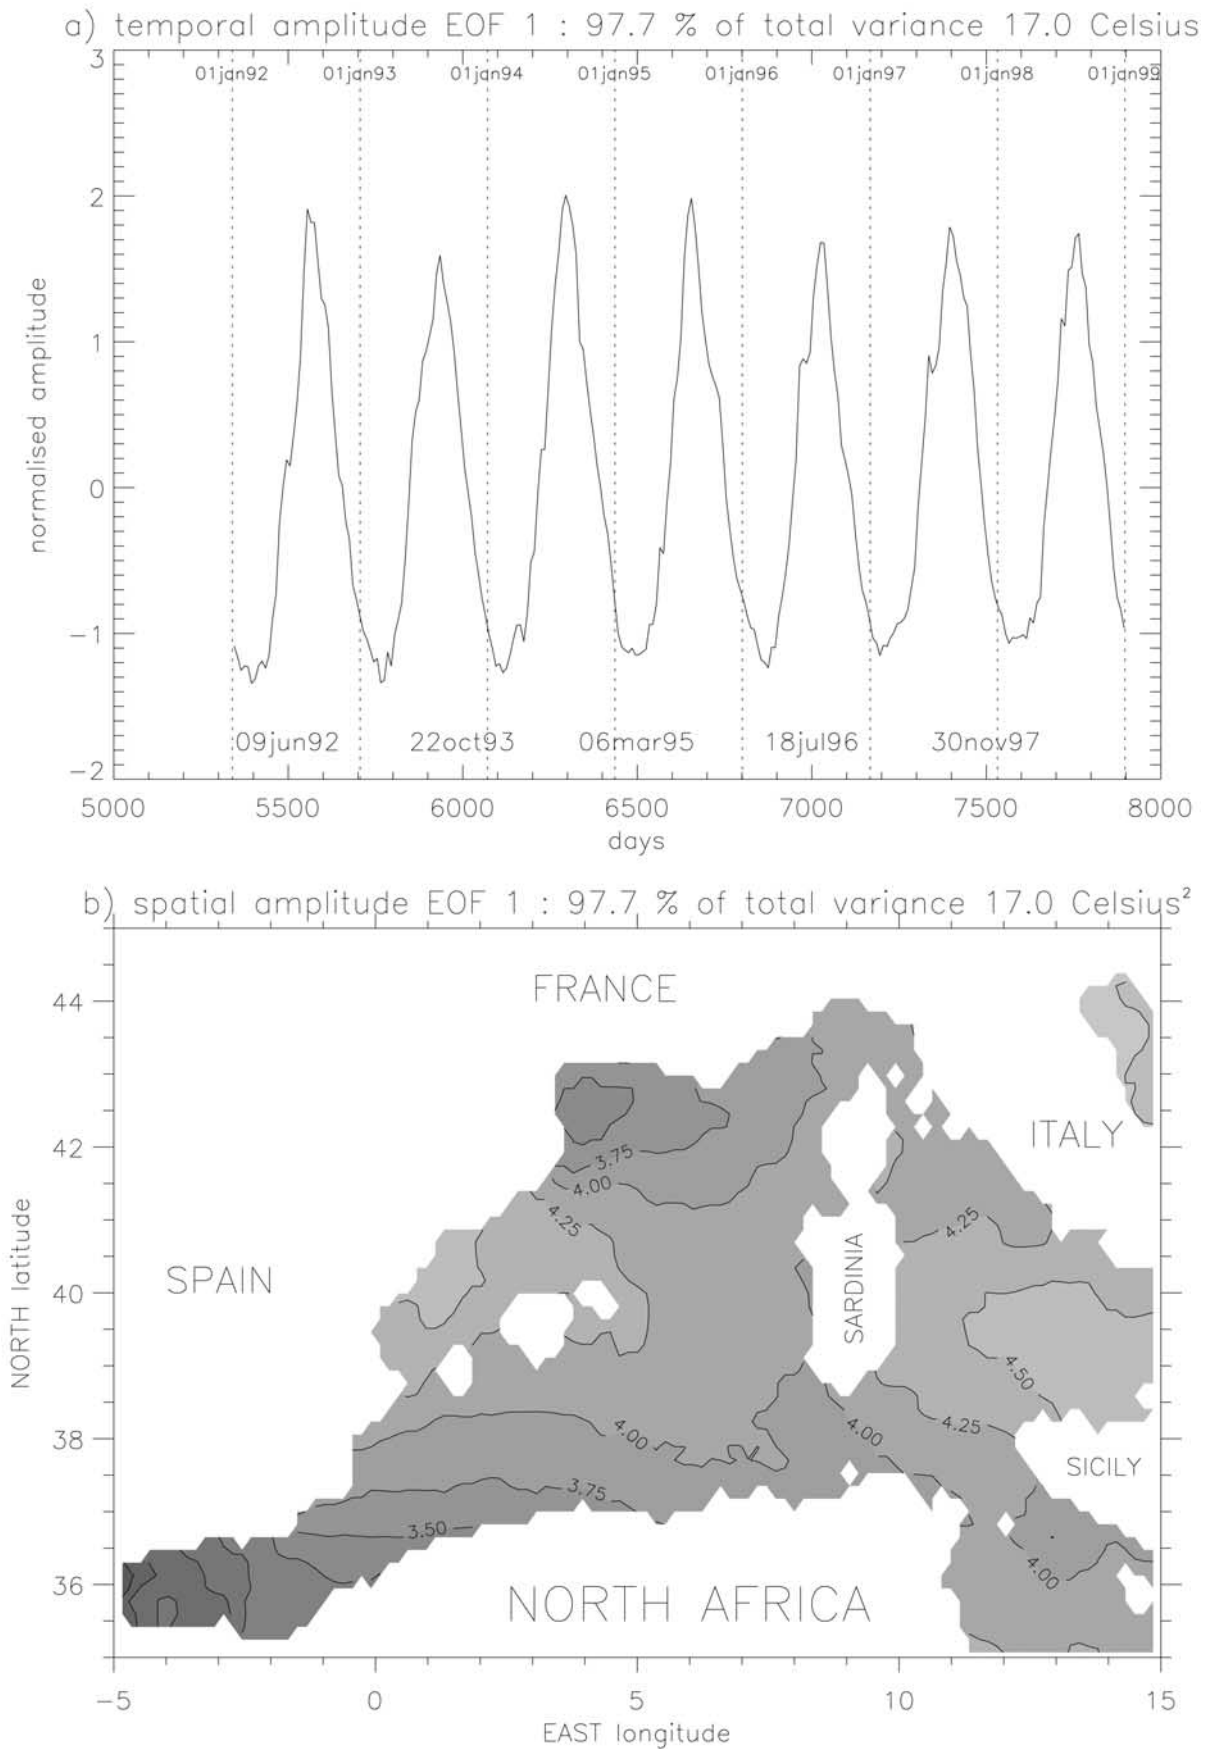 a) temporal amplitude EOF 1 : 97.7 % of total variance 17.0 Celsius
3
01jan92 01jan93 01jan94 01jan95 01jan96 01jan97 01jan98 01jan99
2
1
0
−1
−2
normalised amplitude
09jun92 22oct93 06mar95 18jul96 30nov97
5000 5500 6000 6500 7000 7500 8000
days
b) spatial amplitude EOF 1 : 97.7 % of total variance 17.0 Celsius²
44
42
40
38
36
NORTH latitude
FRANCE
ITALY
3.75
4.00
4.25
4.25
SPAIN
SARDINIA
4.50
4.00
4.00
4.25
SICILY
3.75
3.50
4.00
NORTH AFRICA
−5 0 5 10 15
EAST longitude